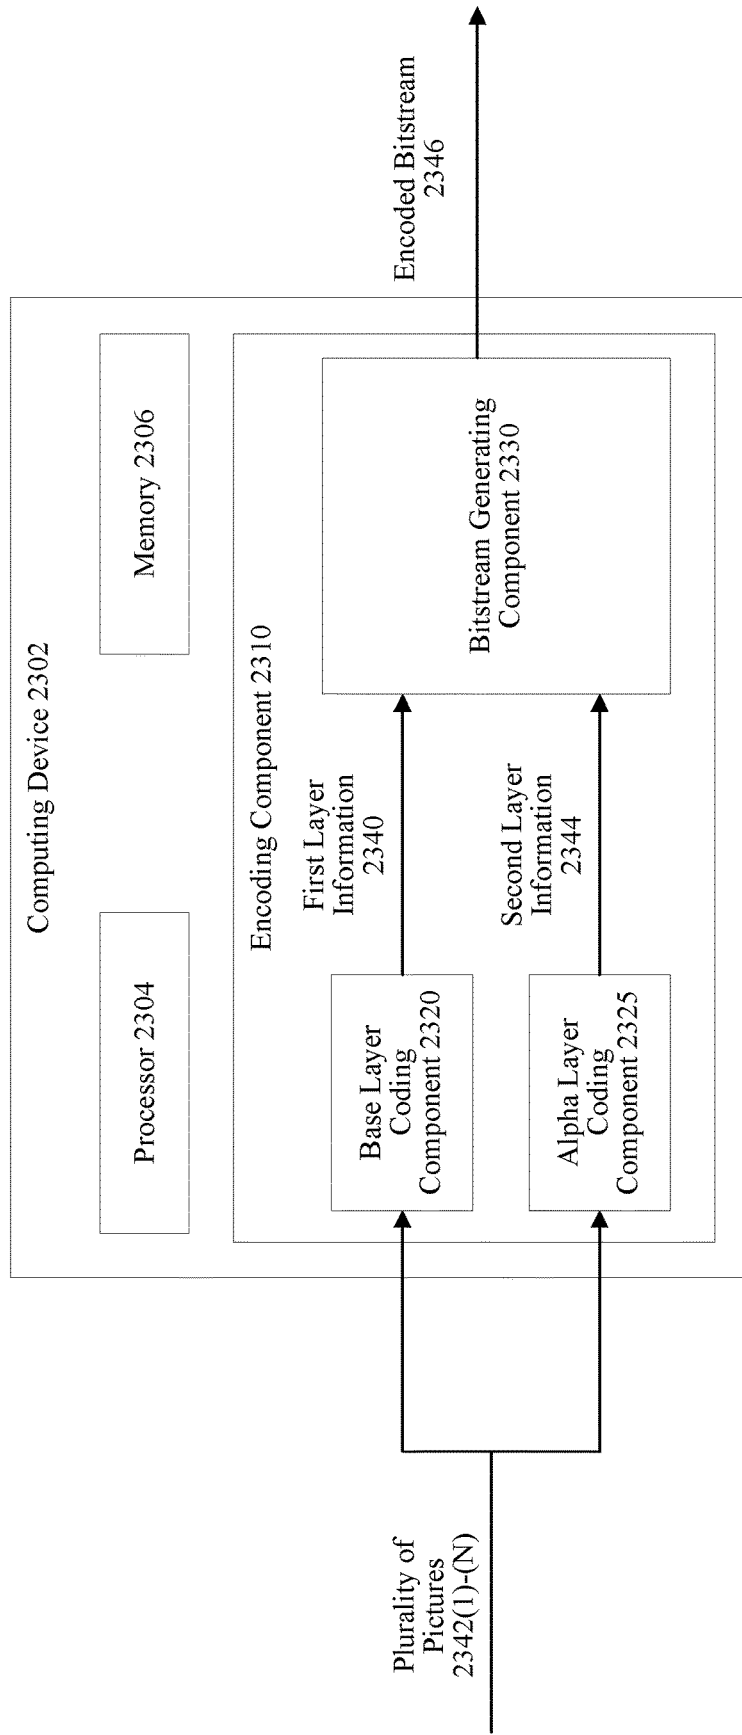 Computing Device 2302
Processor 2304
Memory 2306
Encoding Component 2310
Plurality of
Pictures
2342(1)-(N)
Base Layer
Coding
Component 2320
First Layer
Information
2340
Alpha Layer
Coding
Component 2325
Second Layer
Information
2344
Bitstream Generating
Component 2330
Encoded Bitstream
2346